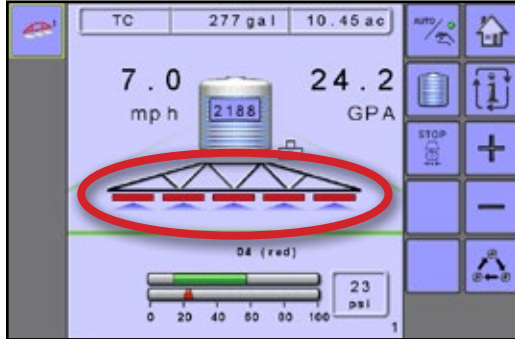 TC 277 gal 10.45 ac
AUTO
7.0 24.2
mph 2188 GPA
STOP
04 (red)
23
psi
0 20 40 60 80 100
1